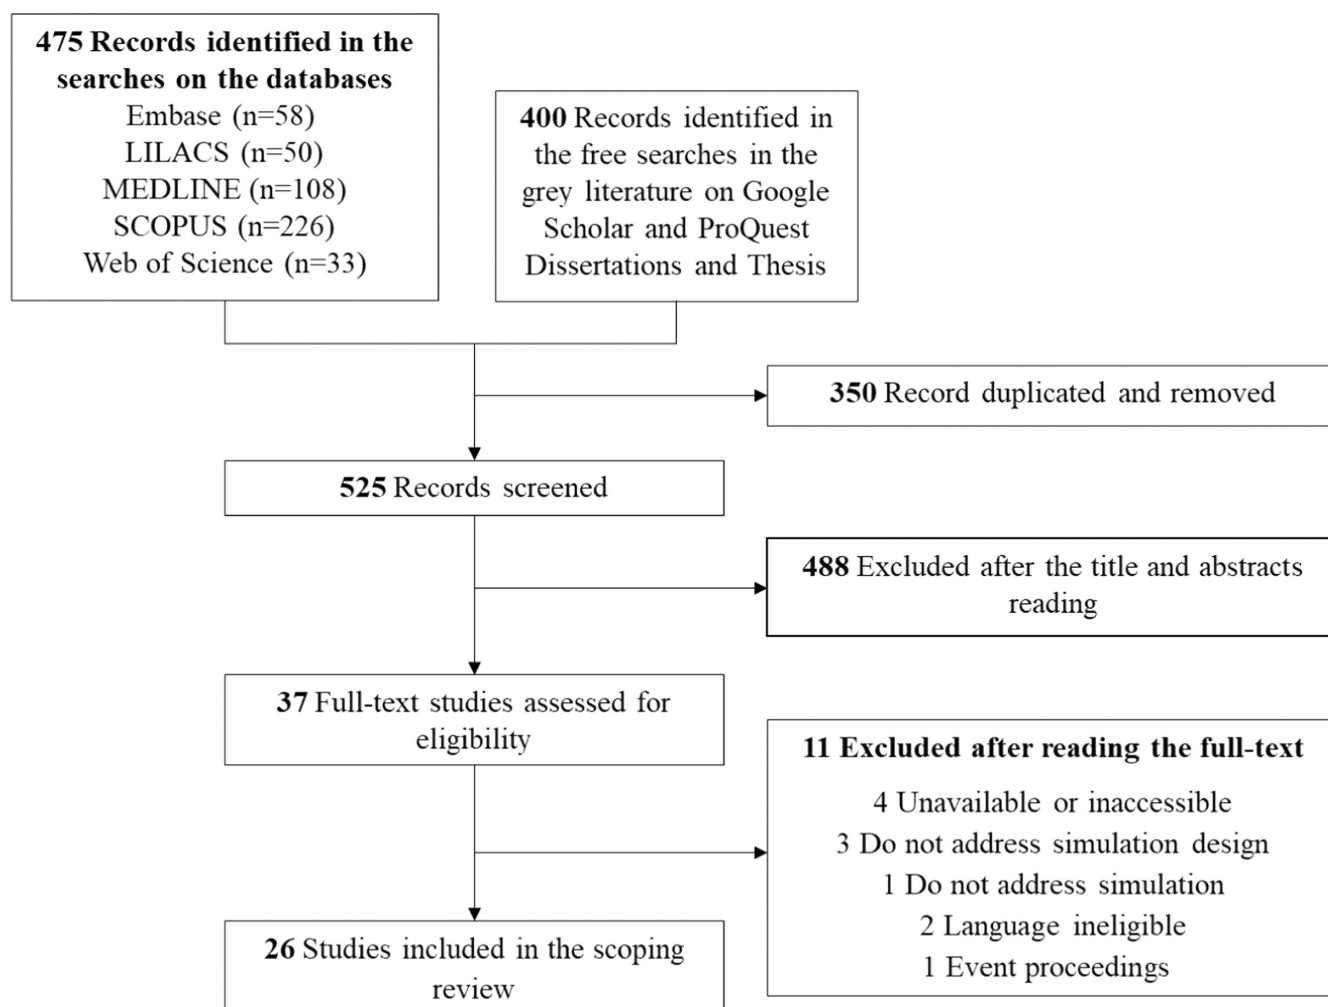 475 Records identified in the
searches on the databases
Embase (n=58)
LILACS (n=50)
MEDLINE (n=108)
SCOPUS (n=226)
Web of Science (n=33)
400 Records identified in
the free searches in the
grey literature on Google
Scholar and ProQuest
Dissertations and Thesis
350 Record duplicated and removed
525 Records screened
488 Excluded after the title and abstracts
reading
37 Full-text studies assessed for
eligibility
11 Excluded after reading the full-text
4 Unavailable or inaccessible
3 Do not address simulation design
1 Do not address simulation
2 Language ineligible
1 Event proceedings
26 Studies included in the scoping
review